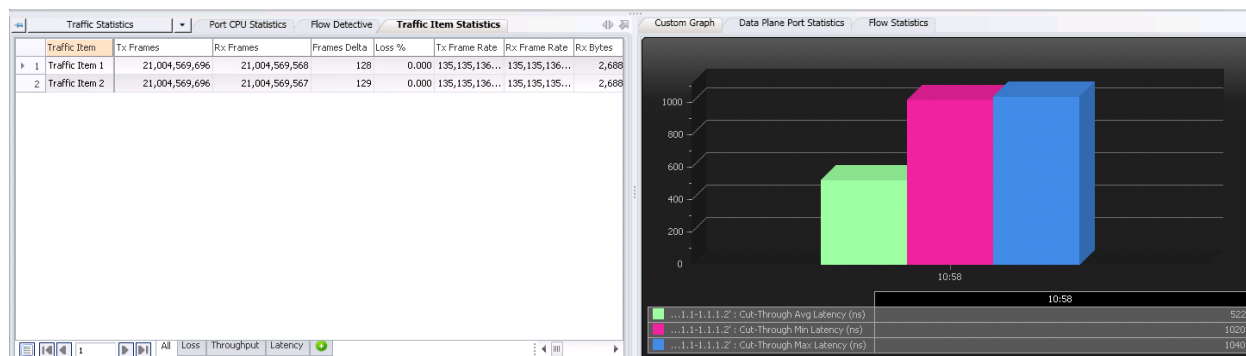 Traffic Statistics Port CPU Statistics Flow Detective Traffic Item Statistics
Traffic Item Tx Frames Rx Frames Frames Delta Loss % Tx Frame Rate Rx Frame Rate Rx Bytes
1 Traffic Item 1 21,004,569,696 21,004,569,568 128 0.000 135,135,136... 135,135,136... 2,688
2 Traffic Item 2 21,004,569,696 21,004,569,567 129 0.000 135,135,136... 135,135,135... 2,688
1 All Loss Throughput Latency
Custom Graph Data Plane Port Statistics Flow Statistics
1000
800
600
400
200
0
10:58
10:58
...1.1-1.1.1.2' : Cut-Through Avg Latency (ns) 522
...1.1-1.1.1.2' : Cut-Through Min Latency (ns) 1020
...1.1-1.1.1.2' : Cut-Through Max Latency (ns) 1040